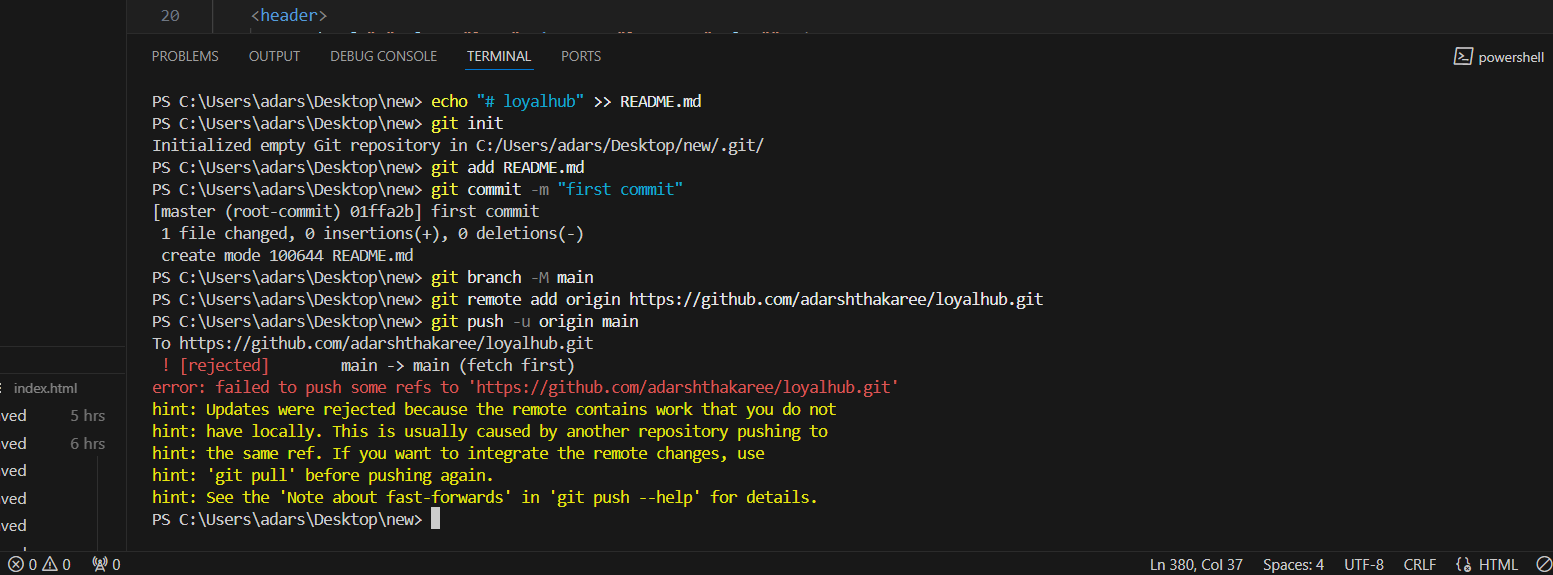 20 <header>
PROBLEMS OUTPUT DEBUG CONSOLE TERMINAL PORTS powershell
PS C:\Users\adars\Desktop\new> echo "# loyalhub" >> README.md
PS C:\Users\adars\Desktop\new> git init
Initialized empty Git repository in C:/Users/adars/Desktop/new/.git/
PS C:\Users\adars\Desktop\new> git add README.md
PS C:\Users\adars\Desktop\new> git commit -m "first commit"
[master (root-commit) 01ffa2b] first commit
1 file changed, 0 insertions(+), 0 deletions(-)
create mode 100644 README.md
PS C:\Users\adars\Desktop\new> git branch -M main
PS C:\Users\adars\Desktop\new> git remote add origin https://github.com/adarshthakaree/loyalhub.git
PS C:\Users\adars\Desktop\new> git push -u origin main
To https://github.com/adarshthakaree/loyalhub.git
! [rejected] main -> main (fetch first)
error: failed to push some refs to 'https://github.com/adarshthakaree/loyalhub.git'
hint: Updates were rejected because the remote contains work that you do not
hint: have locally. This is usually caused by another repository pushing to
hint: the same ref. If you want to integrate the remote changes, use
hint: 'git pull' before pushing again.
hint: See the 'Note about fast-forwards' in 'git push --help' for details.
PS C:\Users\adars\Desktop\new>
index.html
ved 5 hrs
ved 6 hrs
ved
ved
ved
0 0 0 Ln 380, Col 37 Spaces: 4 UTF-8 CRLF HTML